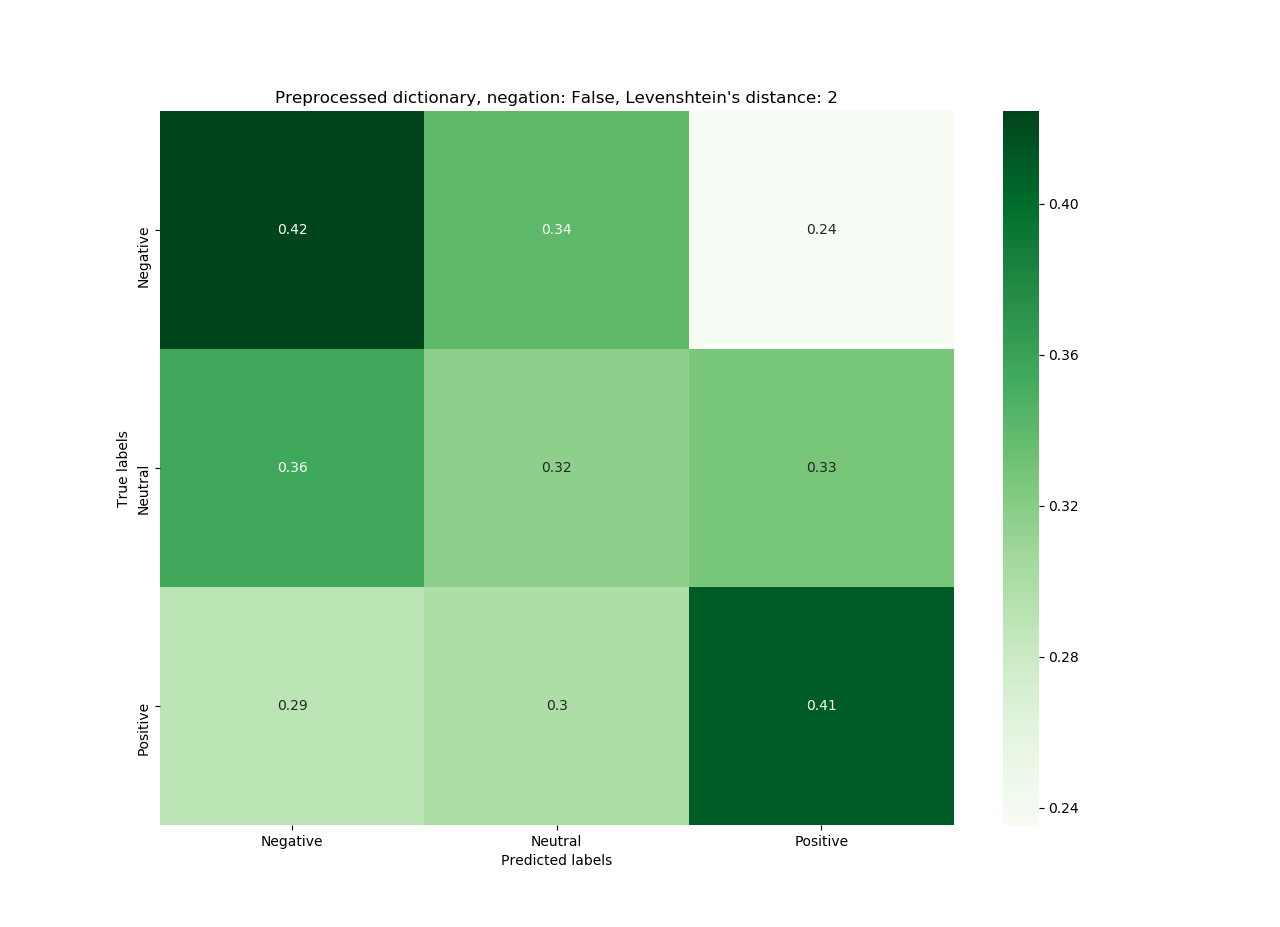 Preprocessed dictionary, negation: False, Levenshtein's distance: 2
True labels
Negative
0.42 0.34 0.24
Neutral
0.36 0.32 0.33
Positive
0.29 0.3 0.41
Negative Neutral Positive
Predicted labels
0.40
0.36
0.32
0.28
0.24